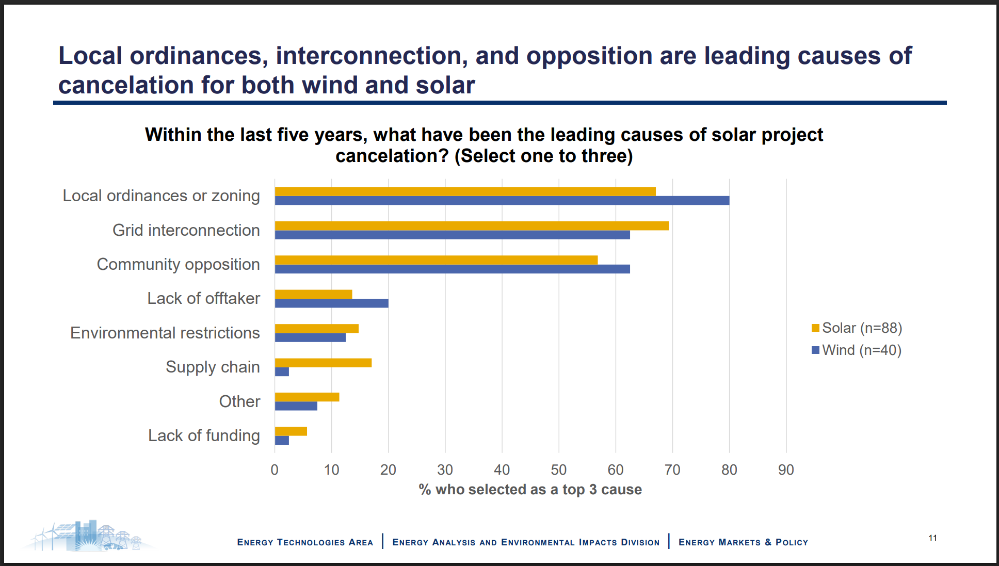 Local ordinances, interconnection, and opposition are leading causes of
cancelation for both wind and solar
Within the last five years, what have been the leading causes of solar project
cancelation? (Select one to three)
Local ordinances or zoning
Grid interconnection
Community opposition
Lack of offtaker
Environmental restrictions
Supply chain
Other
Lack of funding
Solar (n=88)
Wind (n=40)
0 10 20 30 40 50 60 70 80 90
% who selected as a top 3 cause
ENERGY TECHNOLOGIES AREA | ENERGY ANALYSIS AND ENVIRONMENTAL IMPACTS DIVISION | ENERGY MARKETS & POLICY
11